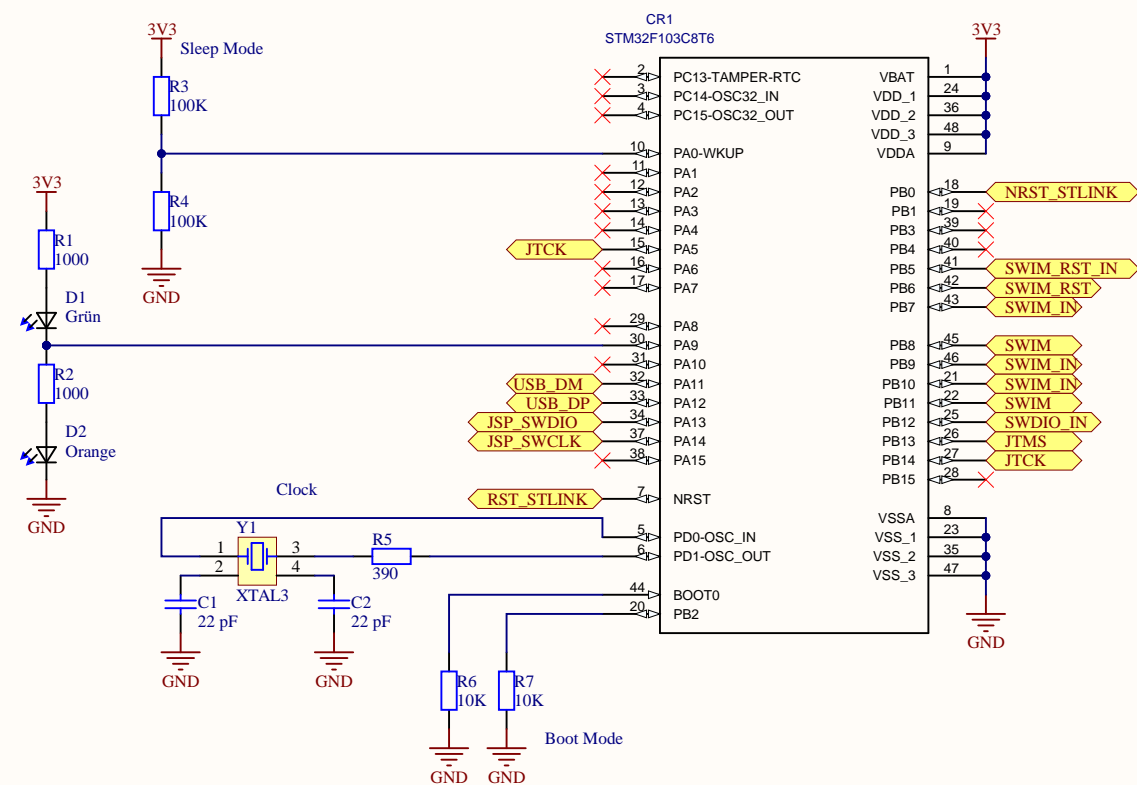 CR1
STM32F103C8T6
3V3
Sleep Mode
R3
100K
R4
100K
GND
3V3
R1
1000
D1
Grün
R2
1000
D2
Orange
GND
2 PC13-TAMPER-RTC
3 PC14-OSC32_IN
4 PC15-OSC32_OUT
10 PA0-WKUP
11 PA1
12 PA2
13 PA3
14 PA4
JTCK 15 PA5
16 PA6
17 PA7
29 PA8
30 PA9
31 PA10
USB_DM 32 PA11
USB_DP 33 PA12
JSP_SWDIO 34 PA13
JSP_SWCLK 37 PA14
38 PA15
RST_STLINK 7 NRST
5 PD0-OSC_IN
6 PD1-OSC_OUT
44 BOOT0
20 PB2
3V3
VBAT 1
VDD_1 24
VDD_2 36
VDD_3 48
VDDA 9
PB0 18 NRST_STLINK
PB1 19
PB3 39
PB4 40
PB5 41 SWIM_RST_IN
PB6 42 SWIM_RST
PB7 43 SWIM_IN
PB8 45 SWIM
PB9 46 SWIM_IN
PB10 21 SWIM_IN
PB11 22 SWIM
PB12 25 SWDIO_IN
PB13 26 JTMS
PB14 27 JTCK
PB15 28
VSSA 8
VSS_1 23
VSS_2 35
VSS_3 47
GND
Clock
Y1
1 3
2 4
XTAL3
R5
390
C1
22 pF
C2
22 pF
GND
GND
R6
10K
R7
10K
Boot Mode
GND
GND